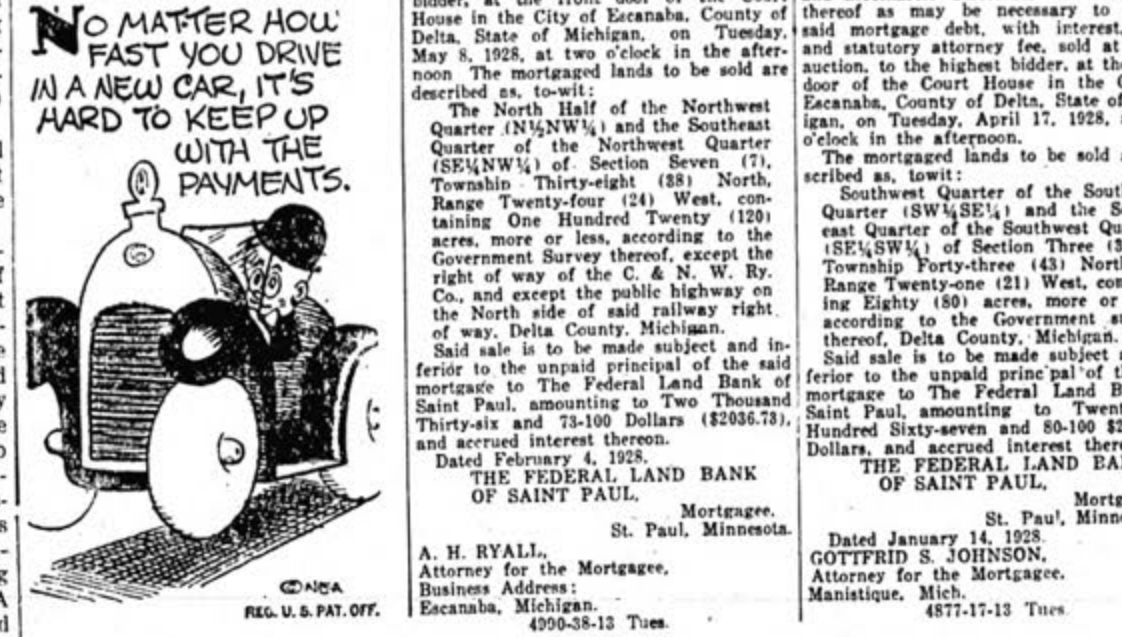 NO MATTER HOW
FAST YOU DRIVE
IN A NEW CAR, IT'S
HARD TO KEEP UP
WITH THE
PAYMENTS.
© NEA
REG. U. S. PAT. OFF.
House in the City of Escanaba, County of
Delta, State of Michigan, on Tuesday,
May 8, 1928, at two o'clock in the after-
noon The mortgaged lands to be sold are
described as, to-wit:
The North Half of the Northwest
Quarter (N½NW¼) and the Southeast
Quarter of the Northwest Quarter
(SE¼NW¼) of Section Seven (7),
Township Thirty-eight (38) North,
Range Twenty-four (24) West, con-
taining One Hundred Twenty (120)
acres, more or less, according to the
Government Survey thereof, except the
right of way of the C. & N. W. Ry.
Co., and except the public highway on
the North side of said railway right
of way, Delta County, Michigan.
Said sale is to be made subject and in-
ferior to the unpaid principal of the said
mortgage to The Federal Land Bank of
Saint Paul, amounting to Two Thousand
Thirty-six and 73-100 Dollars ($2036.73),
and accrued interest thereon.
Dated February 4, 1928.
THE FEDERAL LAND BANK
OF SAINT PAUL,
Mortgagee.
St. Paul, Minnesota.
A. H. RYALL,
Attorney for the Mortgagee,
Business Address:
Escanaba, Michigan.
4990-38-13 Tues.
thereof as may be necessary to
said mortgage debt, with interest,
and statutory attorney fee, sold at
auction, to the highest bidder, at the
door of the Court House in the
Escanaba, County of Delta, State of
igan, on Tuesday, April 17, 1928,
o'clock in the afternoon.
The mortgaged lands to be sold
scribed as, towit:
Southwest Quarter of the Sout
Quarter (SW¼SE¼) and the S
east Quarter of the Southwest Qu
(SE¼SW¼) of Section Three (3
Township Forty-three (43) North
Range Twenty-one (21) West, con
ing Eighty (80) acres, more or
according to the Government su
thereof, Delta County, Michigan.
Said sale is to be made subject
ferior to the unpaid princ pal of t
mortgage to The Federal Land B
Saint Paul, amounting to Twent
Hundred Sixty-seven and 80-100 $2
Dollars, and accrued interest there
THE FEDERAL LAND BA
OF SAINT PAUL,
Mortg
St. Paul, Minn
Dated January 14, 1928.
GOTTFRID S. JOHNSON,
Attorney for the Mortgagee.
Manistique, Mich.
4877-17-13 Tues.